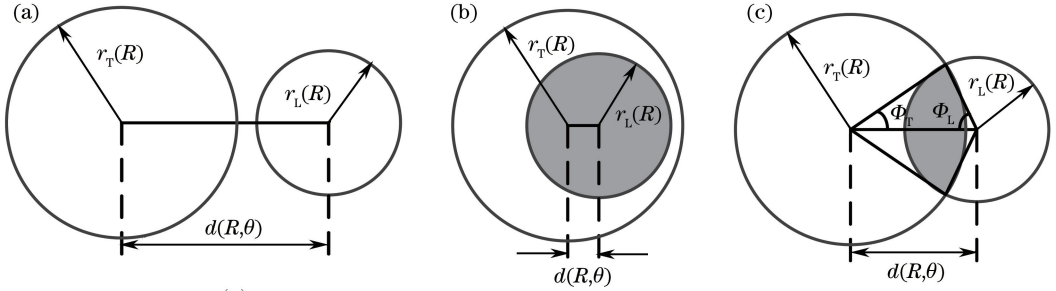 (a)
r_T(R)
r_L(R)
d(R,θ)
(b)
r_T(R)
r_L(R)
d(R,θ)
(c)
r_T(R)
r_L(R)
Φ_T
Φ_L
d(R,θ)